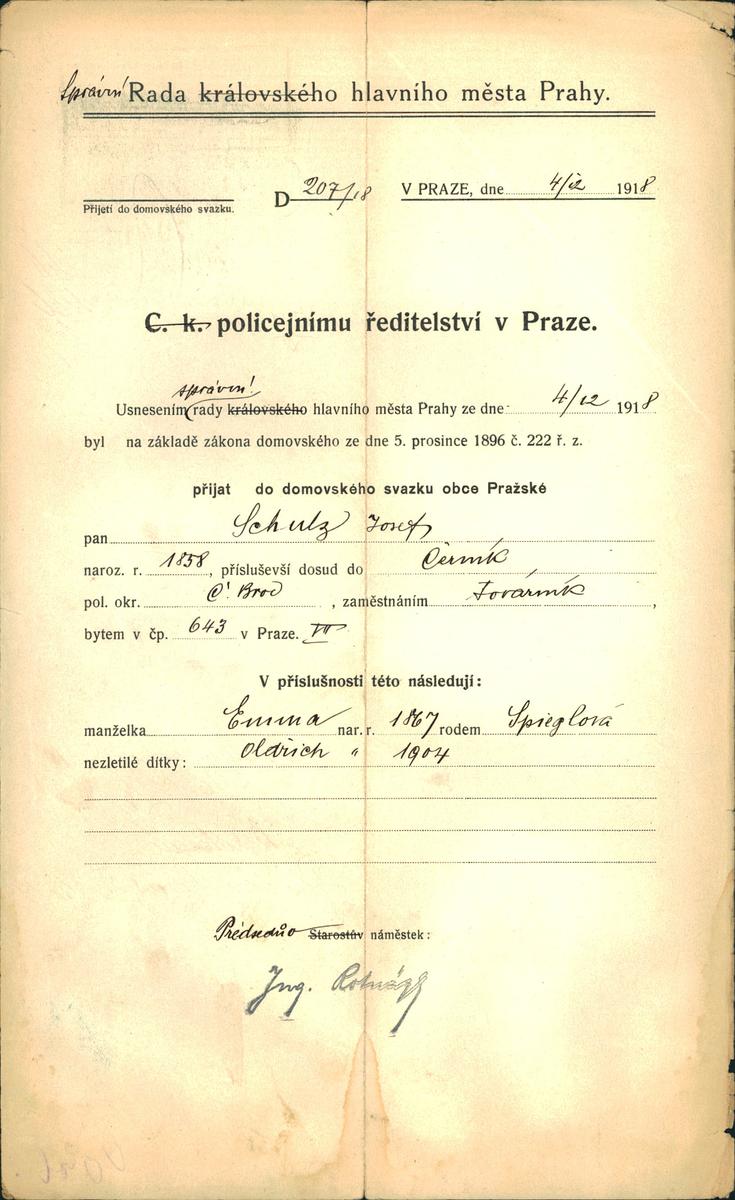 Správní Rada královského hlavního města Prahy.
Přijetí do domovského svazku.
D 207/18
V PRAZE, dne 4/12 1918
C. k. policejnímu ředitelství v Praze.
správní
Usnesením rady královského hlavního města Prahy ze dne 4/12 1918
byl na základě zákona domovského ze dne 5. prosince 1896 č. 222 ř. z.
přijat do domovského svazku obce Pražské
pan Schulz Josef
naroz. r. 1858, přísluševší dosud do Černík
pol. okr. Č. Brod, zaměstnáním továrník,
bytem v čp. 643 v Praze. VII
V příslušnosti této následují:
manželka Emma nar. r. 1867 rodem Spieglová
nezletilé dítky: Oldřich „ 1904
Předsedův Starostův náměstek:
Ing. Rotnágl